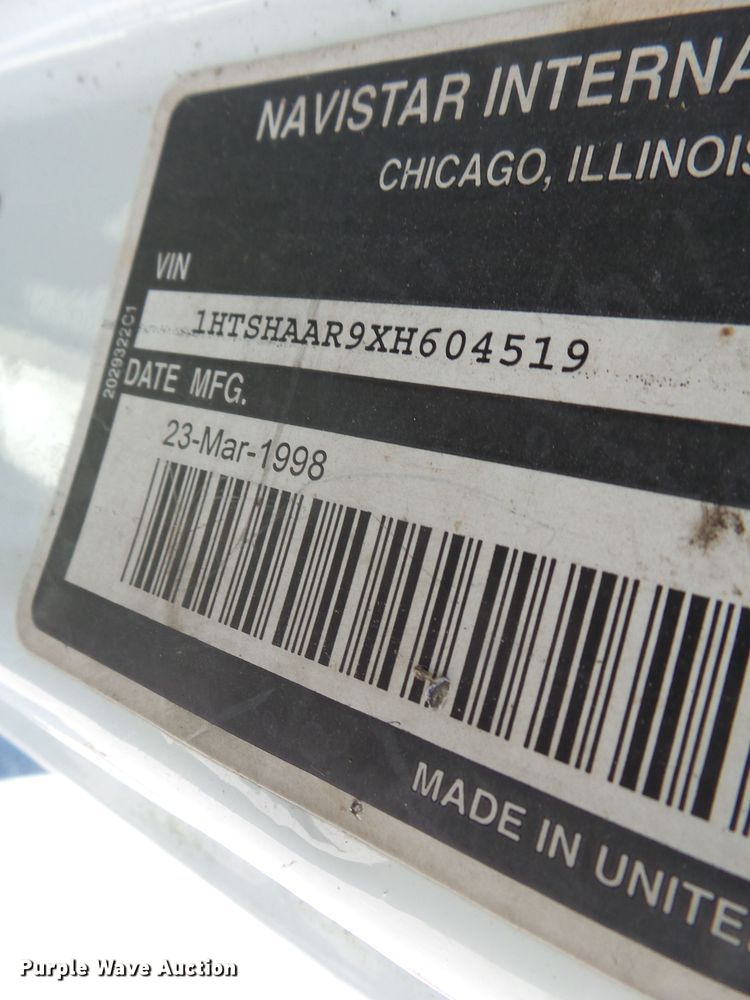 NAVISTAR INTERNA
CHICAGO, ILLINOIS
VIN
1HTSHAAR9XH604519
2029322C1
DATE MFG.
23-Mar-1998
MADE IN UNITE
Purple Wave Auction